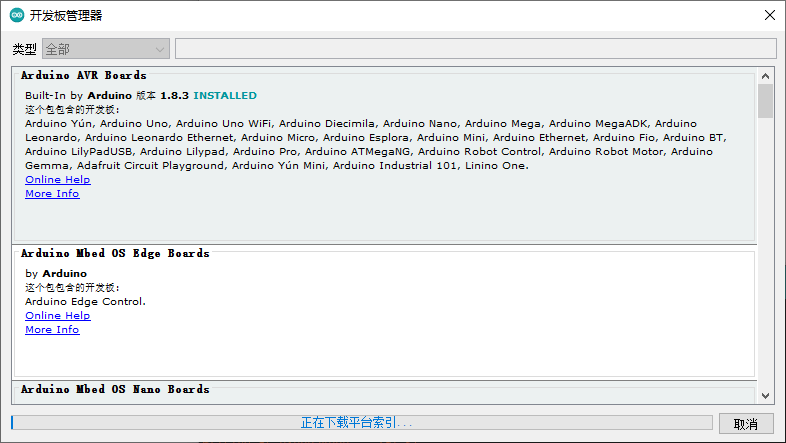 开发板管理器
类型 全部
Arduino AVR Boards
Built-In by Arduino 版本 1.8.3 INSTALLED
这个包包含的开发板:
Arduino Yún, Arduino Uno, Arduino Uno WiFi, Arduino Diecimila, Arduino Nano, Arduino Mega, Arduino MegaADK, Arduino
Leonardo, Arduino Leonardo Ethernet, Arduino Micro, Arduino Esplora, Arduino Mini, Arduino Ethernet, Arduino Fio, Arduino BT,
Arduino LilyPadUSB, Arduino Lilypad, Arduino Pro, Arduino ATMegaNG, Arduino Robot Control, Arduino Robot Motor, Arduino
Gemma, Adafruit Circuit Playground, Arduino Yún Mini, Arduino Industrial 101, Linino One.
Online Help
More Info
Arduino Mbed OS Edge Boards
by Arduino
这个包包含的开发板:
Arduino Edge Control.
Online Help
More Info
Arduino Mbed OS Nano Boards
正在下载平台索引...
取消